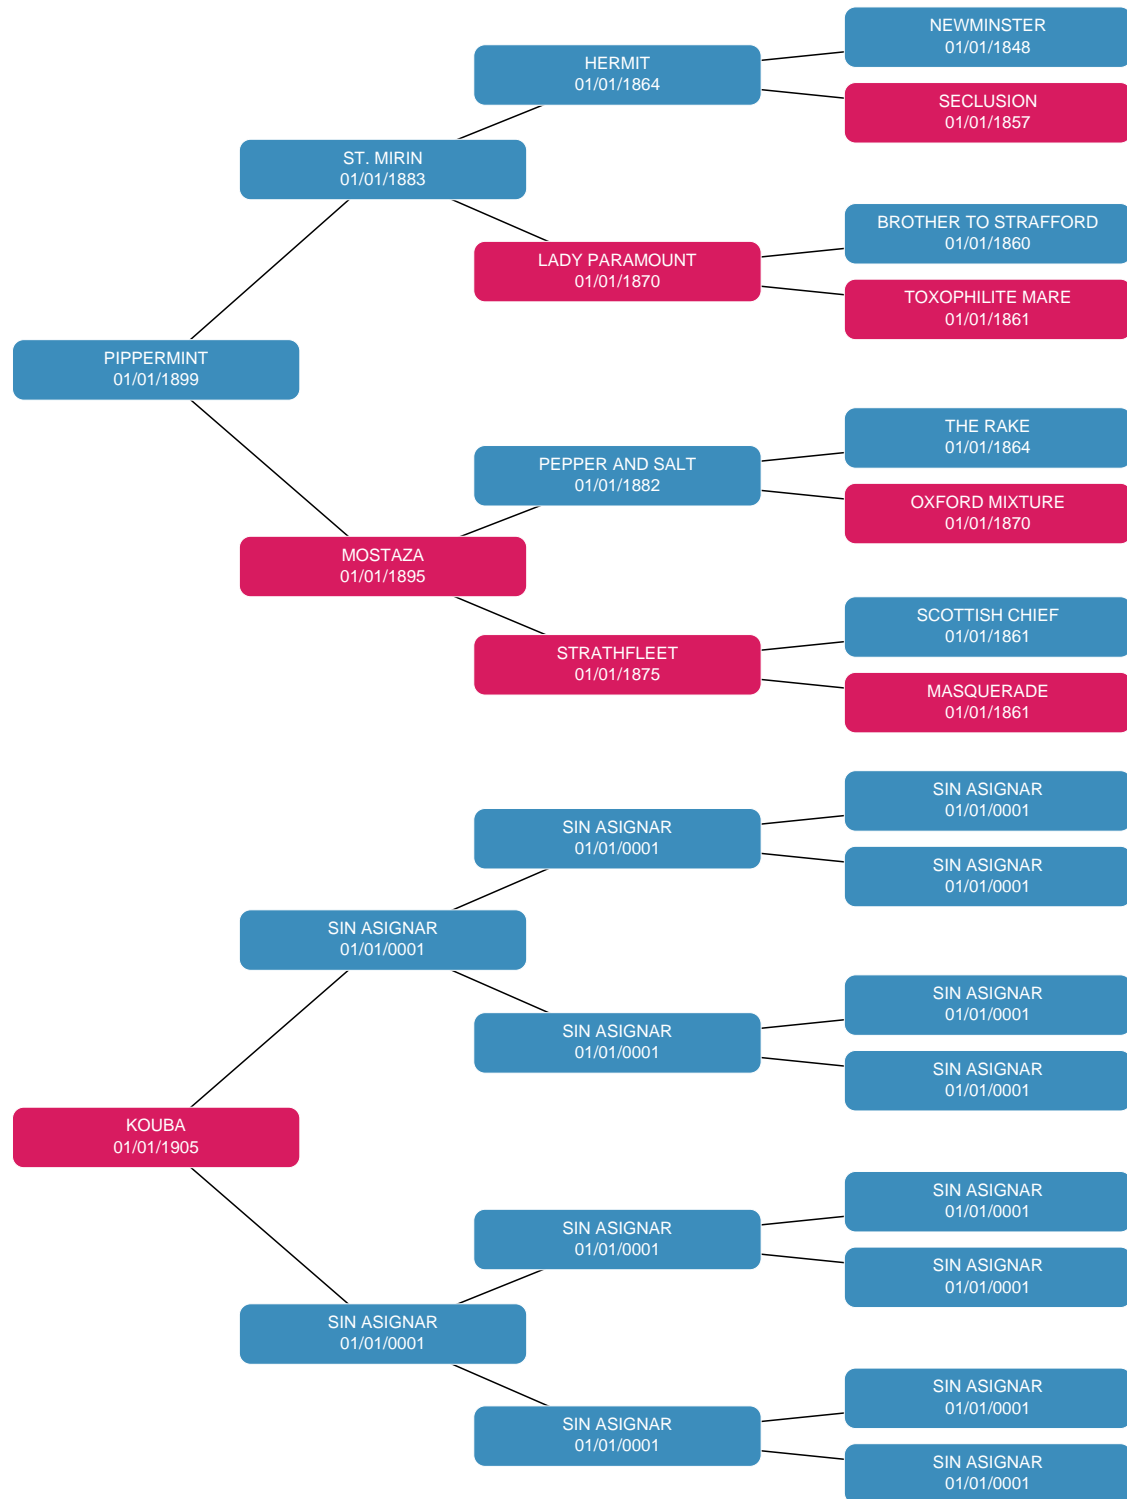 NEWMINSTER
01/01/1848
HERMIT
01/01/1864
SECLUSION
01/01/1857
ST. MIRIN
01/01/1883
BROTHER TO STRAFFORD
01/01/1860
LADY PARAMOUNT
01/01/1870
TOXOPHILITE MARE
01/01/1861
PIPPERMINT
01/01/1899
THE RAKE
01/01/1864
PEPPER AND SALT
01/01/1882
OXFORD MIXTURE
01/01/1870
MOSTAZA
01/01/1895
SCOTTISH CHIEF
01/01/1861
STRATHFLEET
01/01/1875
MASQUERADE
01/01/1861
SIN ASIGNAR
01/01/0001
SIN ASIGNAR
01/01/0001
SIN ASIGNAR
01/01/0001
SIN ASIGNAR
01/01/0001
SIN ASIGNAR
01/01/0001
SIN ASIGNAR
01/01/0001
SIN ASIGNAR
01/01/0001
KOUBA
01/01/1905
SIN ASIGNAR
01/01/0001
SIN ASIGNAR
01/01/0001
SIN ASIGNAR
01/01/0001
SIN ASIGNAR
01/01/0001
SIN ASIGNAR
01/01/0001
SIN ASIGNAR
01/01/0001
SIN ASIGNAR
01/01/0001